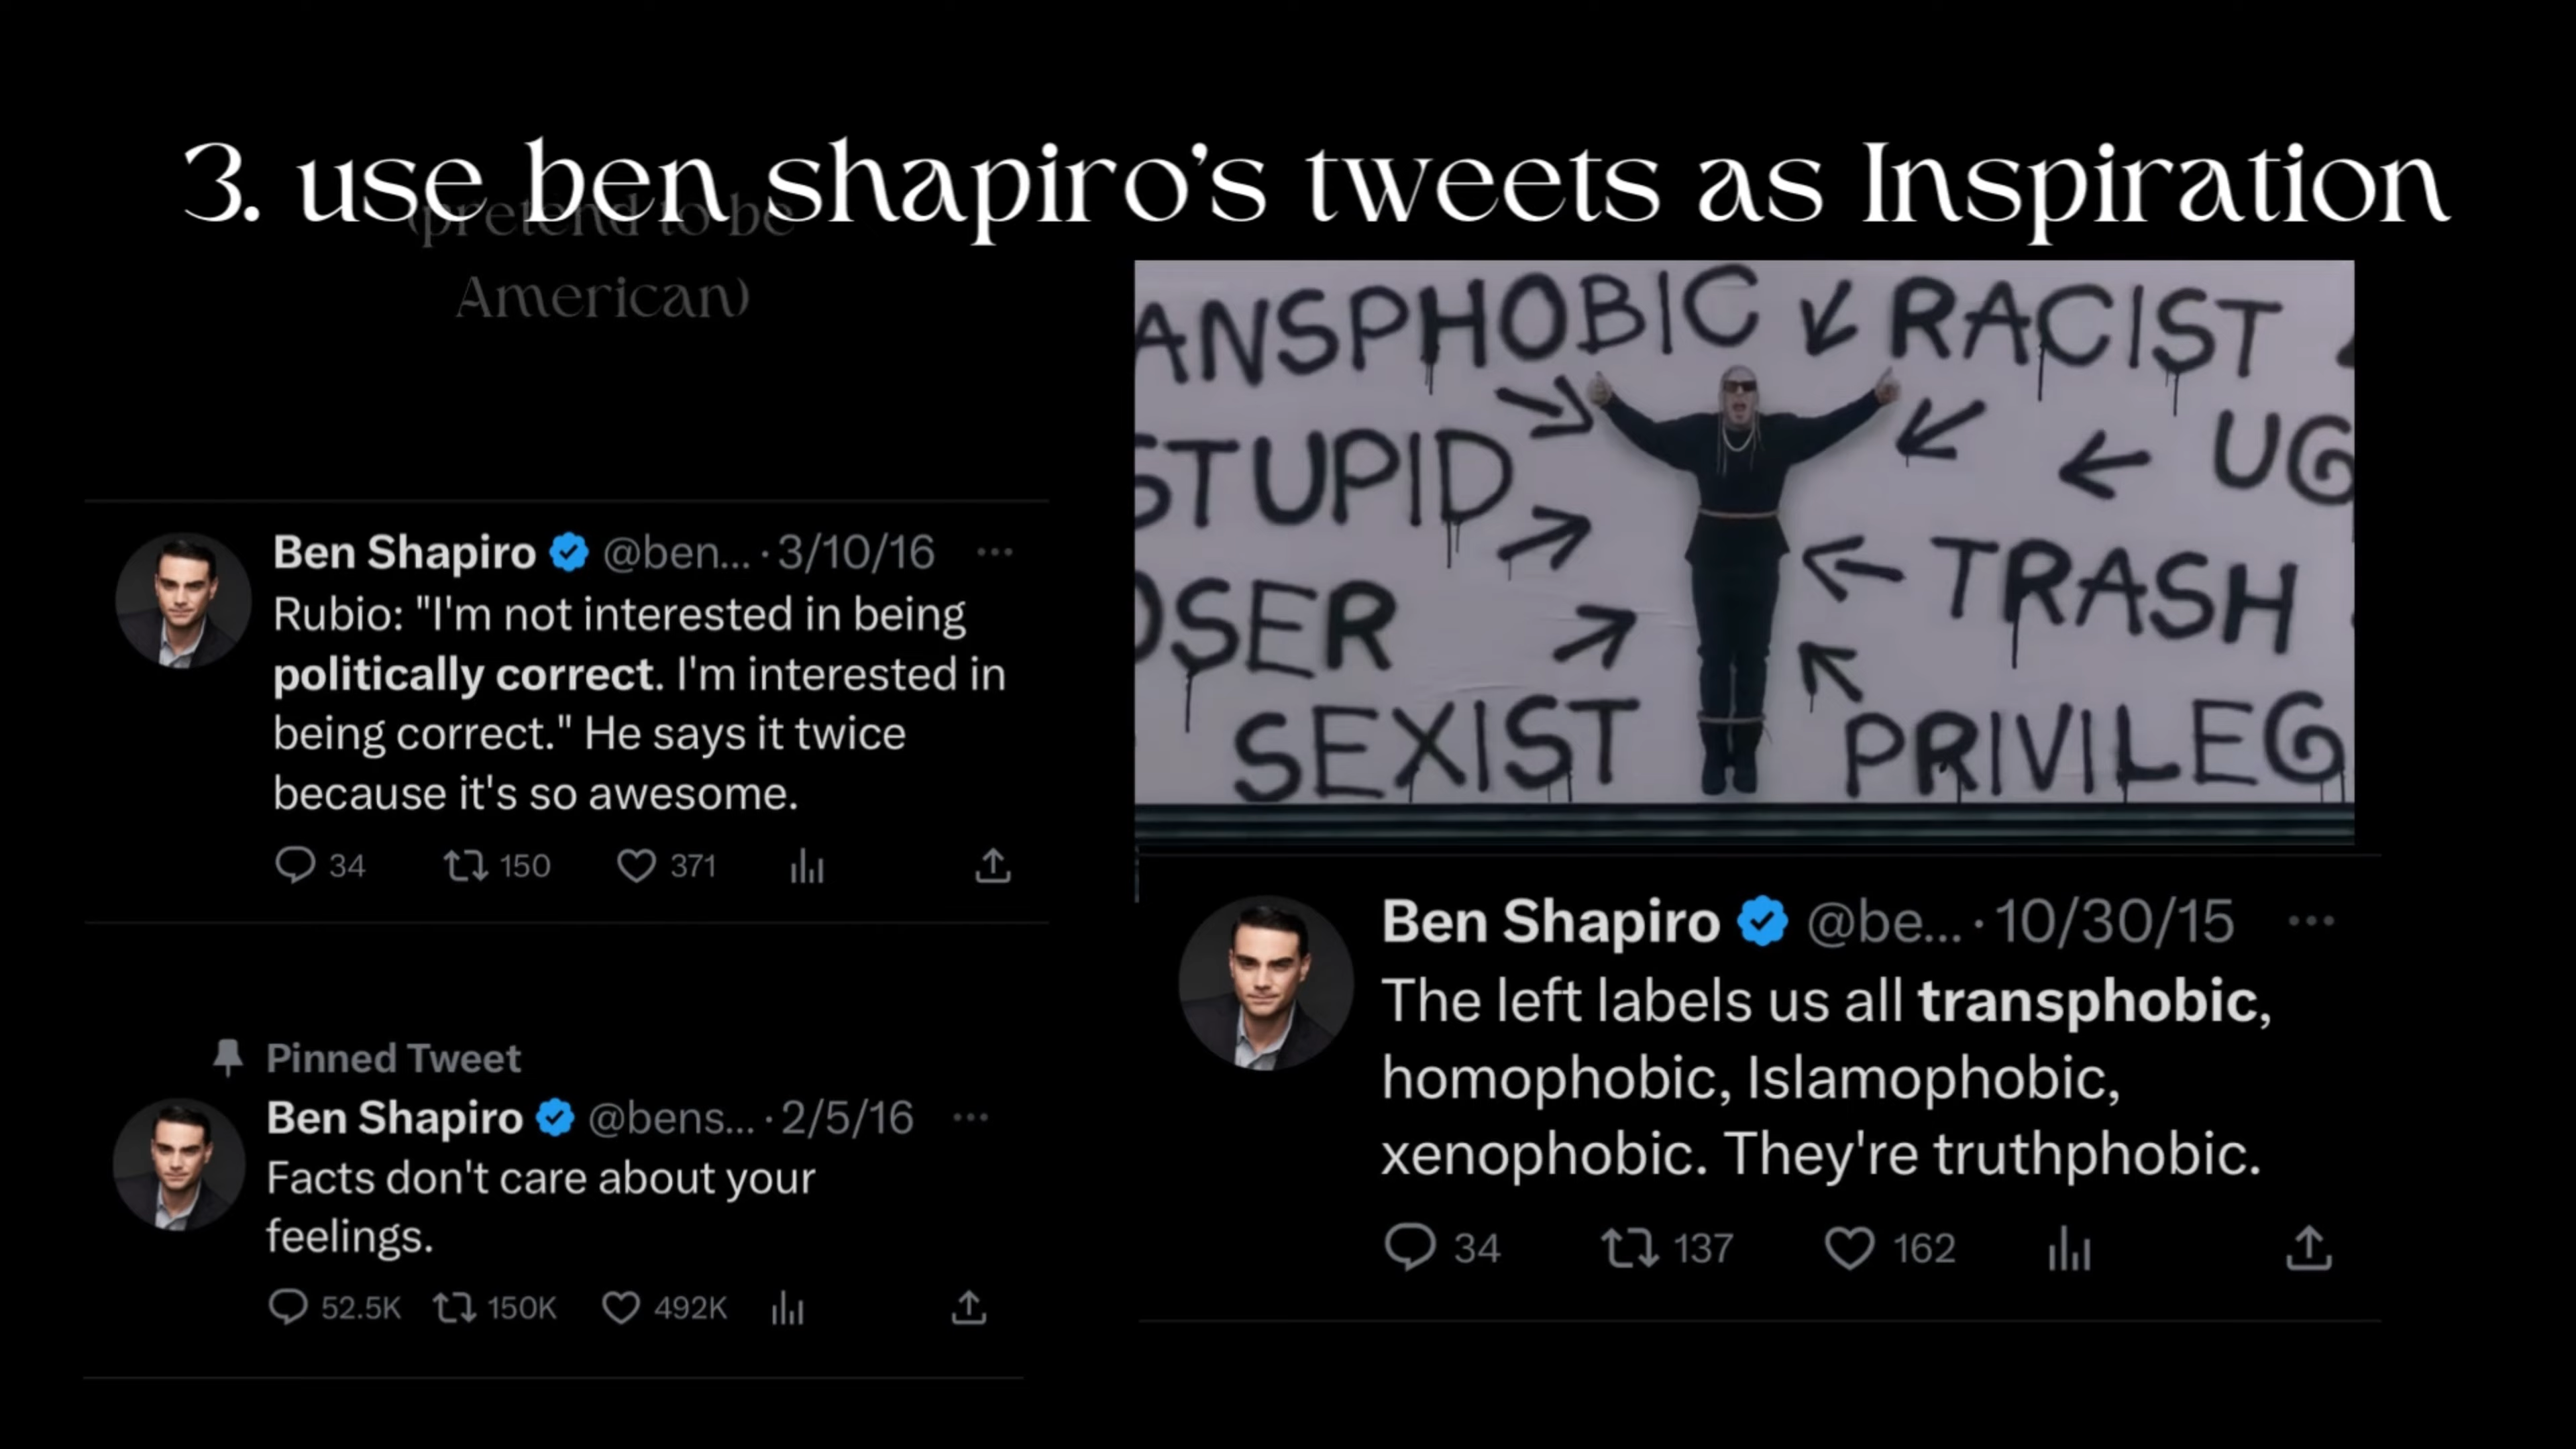 3. use ben shapiro's tweets as Inspiration
(pretend to be
American)
Ben Shapiro @ben... · 3/10/16 ...
Rubio: "I'm not interested in being
politically correct. I'm interested in
being correct." He says it twice
because it's so awesome.
34 150 371
Pinned Tweet
Ben Shapiro @bens... · 2/5/16 ...
Facts don't care about your
feelings.
52.5K 150K 492K
ANSPHOBIC RACIST
STUPID UG
OSER TRASH
SEXIST PRIVILEG
Ben Shapiro @be... · 10/30/15 ...
The left labels us all transphobic,
homophobic, Islamophobic,
xenophobic. They're truthphobic.
34 137 162